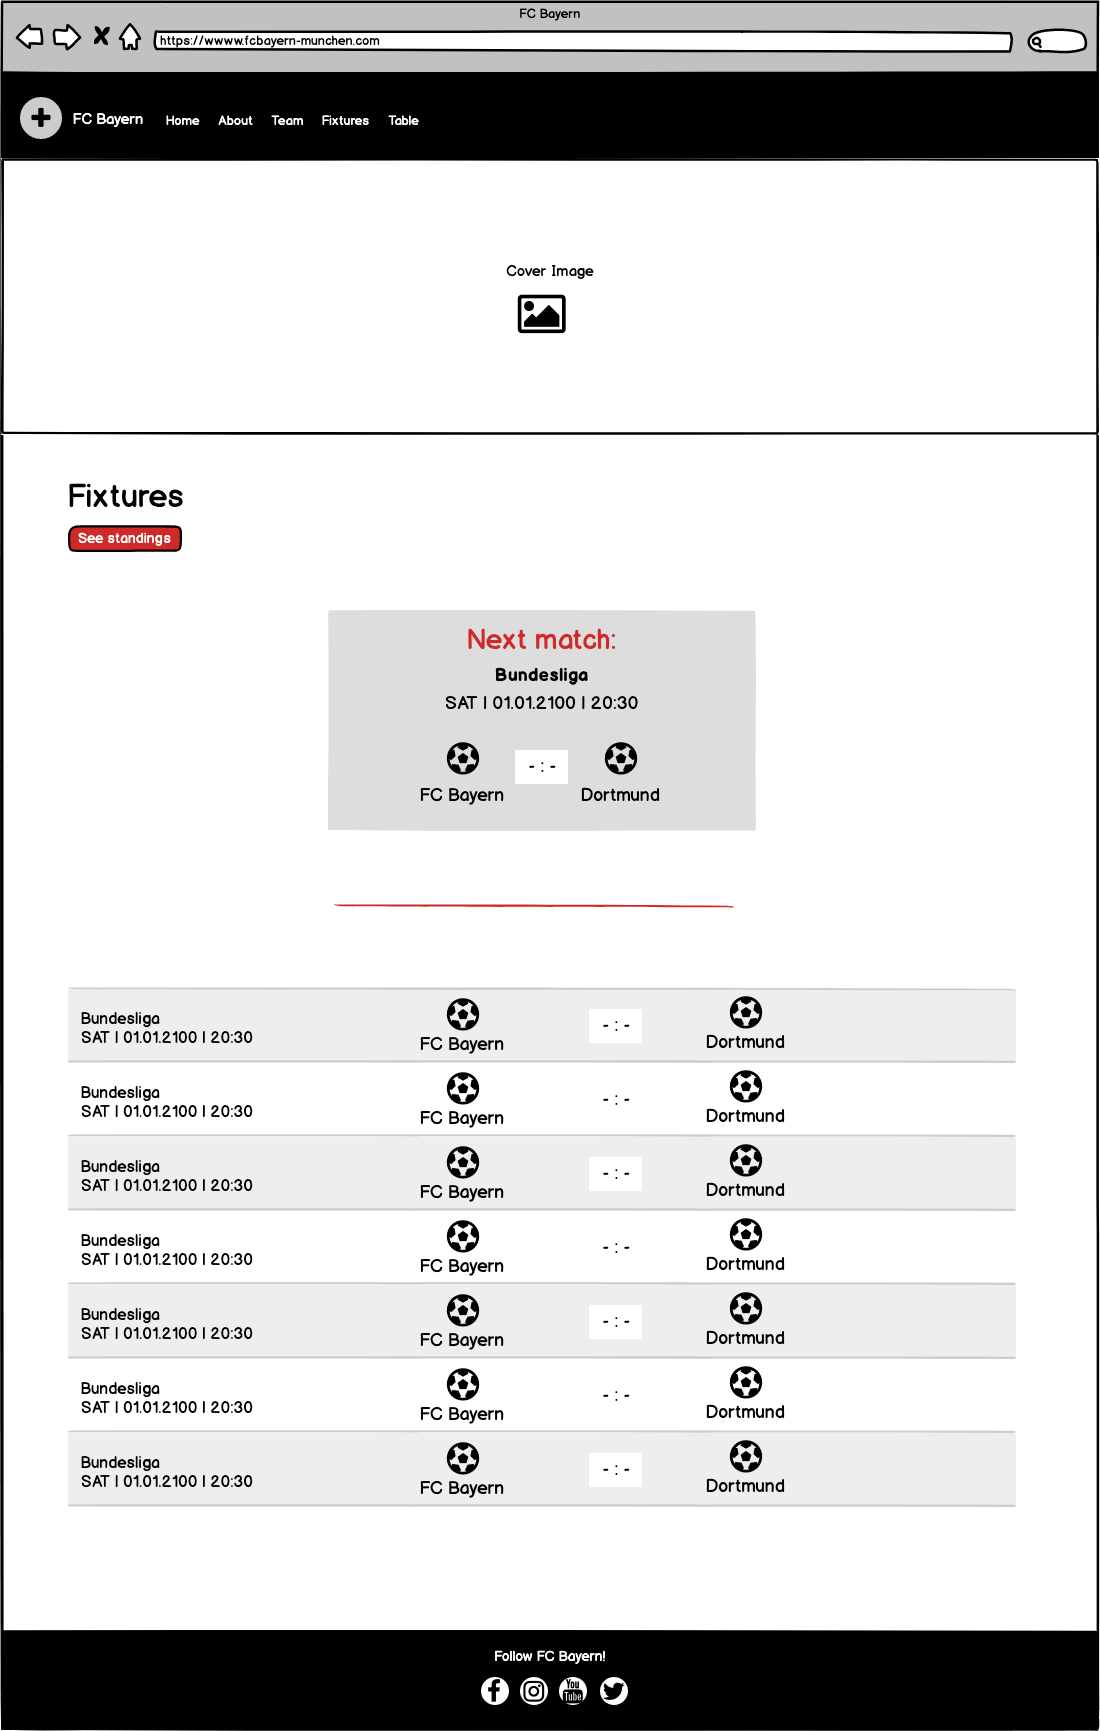 FC Bayern
https://wwww.fcbayern-munchen.com
FC Bayern Home About Team Fixtures Table
Cover Image
Fixtures
See standings
Next match:
Bundesliga
SAT | 01.01.2100 | 20:30
- : -
FC Bayern Dortmund
Bundesliga
SAT | 01.01.2100 | 20:30
FC Bayern
- : -
Dortmund
Bundesliga
SAT | 01.01.2100 | 20:30
FC Bayern
- : -
Dortmund
Bundesliga
SAT | 01.01.2100 | 20:30
FC Bayern
- : -
Dortmund
Bundesliga
SAT | 01.01.2100 | 20:30
FC Bayern
- : -
Dortmund
Bundesliga
SAT | 01.01.2100 | 20:30
FC Bayern
- : -
Dortmund
Bundesliga
SAT | 01.01.2100 | 20:30
FC Bayern
- : -
Dortmund
Bundesliga
SAT | 01.01.2100 | 20:30
FC Bayern
- : -
Dortmund
Follow FC Bayern!
You
Tube